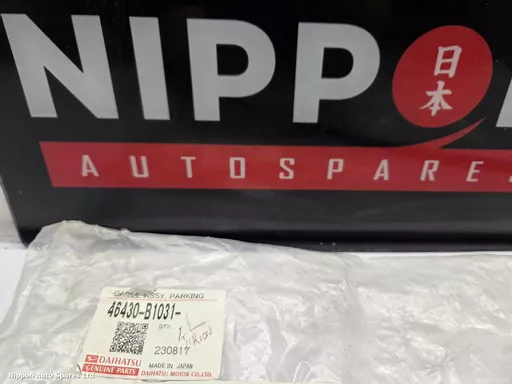 NIPPO
日本
AUTOSPARES
CABLE ASSY, PARKING
46430-B1031-
QTY.
1
230817
DAIHATSU
GENUINE PARTS
MADE IN JAPAN
DAIHATSU MOTOR CO.,LTD.
Nippon Auto Spares Ltd